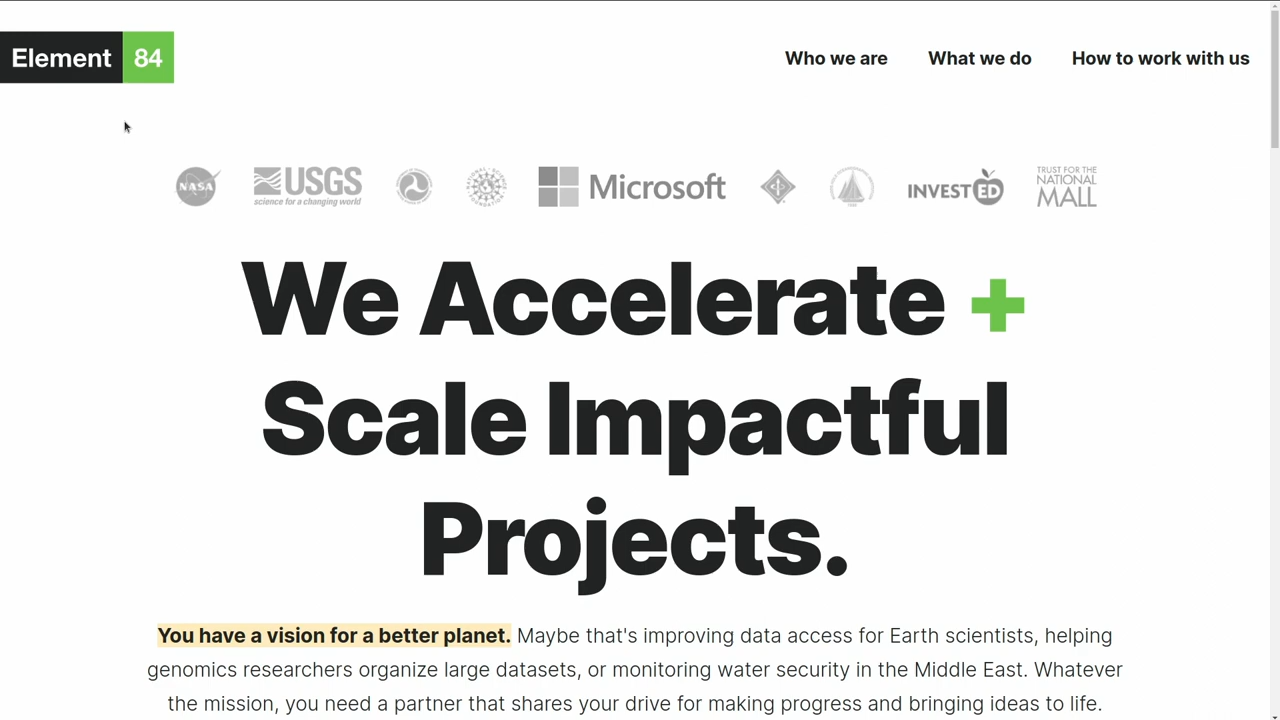 Element 84
Who we are
What we do
How to work with us
NASA
USGS
science for a changing world
Microsoft
INVESTED
TRUST FOR THE
NATIONAL
MALL
We Accelerate +
Scale Impactful
Projects.
You have a vision for a better planet. Maybe that's improving data access for Earth scientists, helping
genomics researchers organize large datasets, or monitoring water security in the Middle East. Whatever
the mission, you need a partner that shares your drive for making progress and bringing ideas to life.